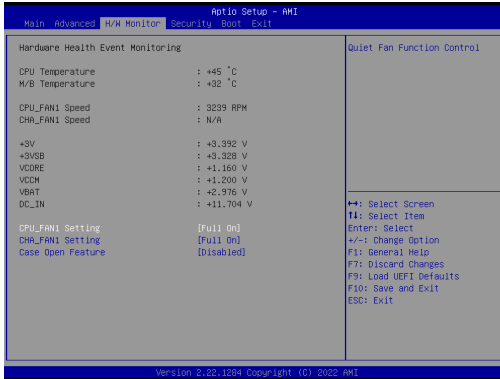 Aptio Setup - AMI
Main Advanced H/W Monitor Security Boot Exit
Hardware Health Event Monitoring
CPU Temperature : +45 °C
M/B Temperature : +32 °C
CPU_FAN1 Speed : 3239 RPM
CHA_FAN1 Speed : N/A
+3V : +3.392 V
+3VSB : +3.328 V
VCORE : +1.160 V
VCCM : +1.200 V
VBAT : +2.976 V
DC_IN : +11.704 V
CPU_FAN1 Setting [Full On]
CHA_FAN1 Setting [Full On]
Case Open Feature [Disabled]
Quiet Fan Function Control
↔: Select Screen
↑↓: Select Item
Enter: Select
+/-: Change Option
F1: General Help
F7: Discard Changes
F9: Load UEFI Defaults
F10: Save and Exit
ESC: Exit
Version 2.22.1284 Copyright (C) 2022 AMI